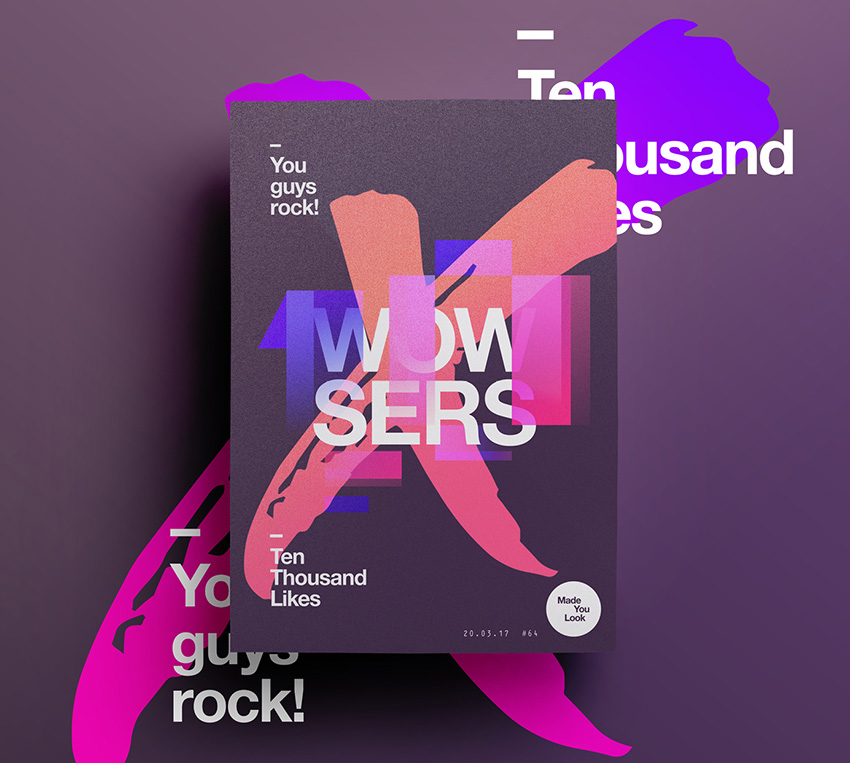 Ten
ousand
es
You
guys
rock!
WOW
SERS
Ten
Thousand
Likes
Made
You
Look
20.03.17 #64
Yo
guys
rock!